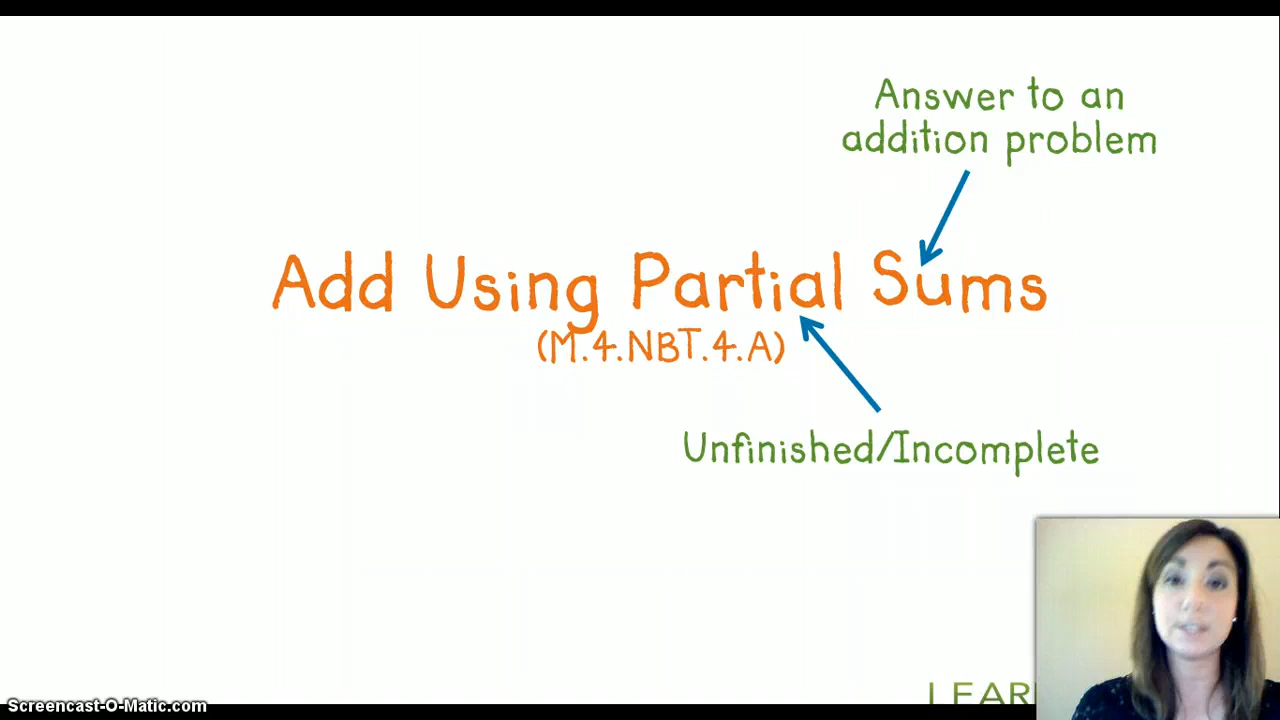 Answer to an
addition problem
Add Using Partial Sums
(M.4.NBT.4.A)
Unfinished/Incomplete
LEAR
Screencast-O-Matic.com